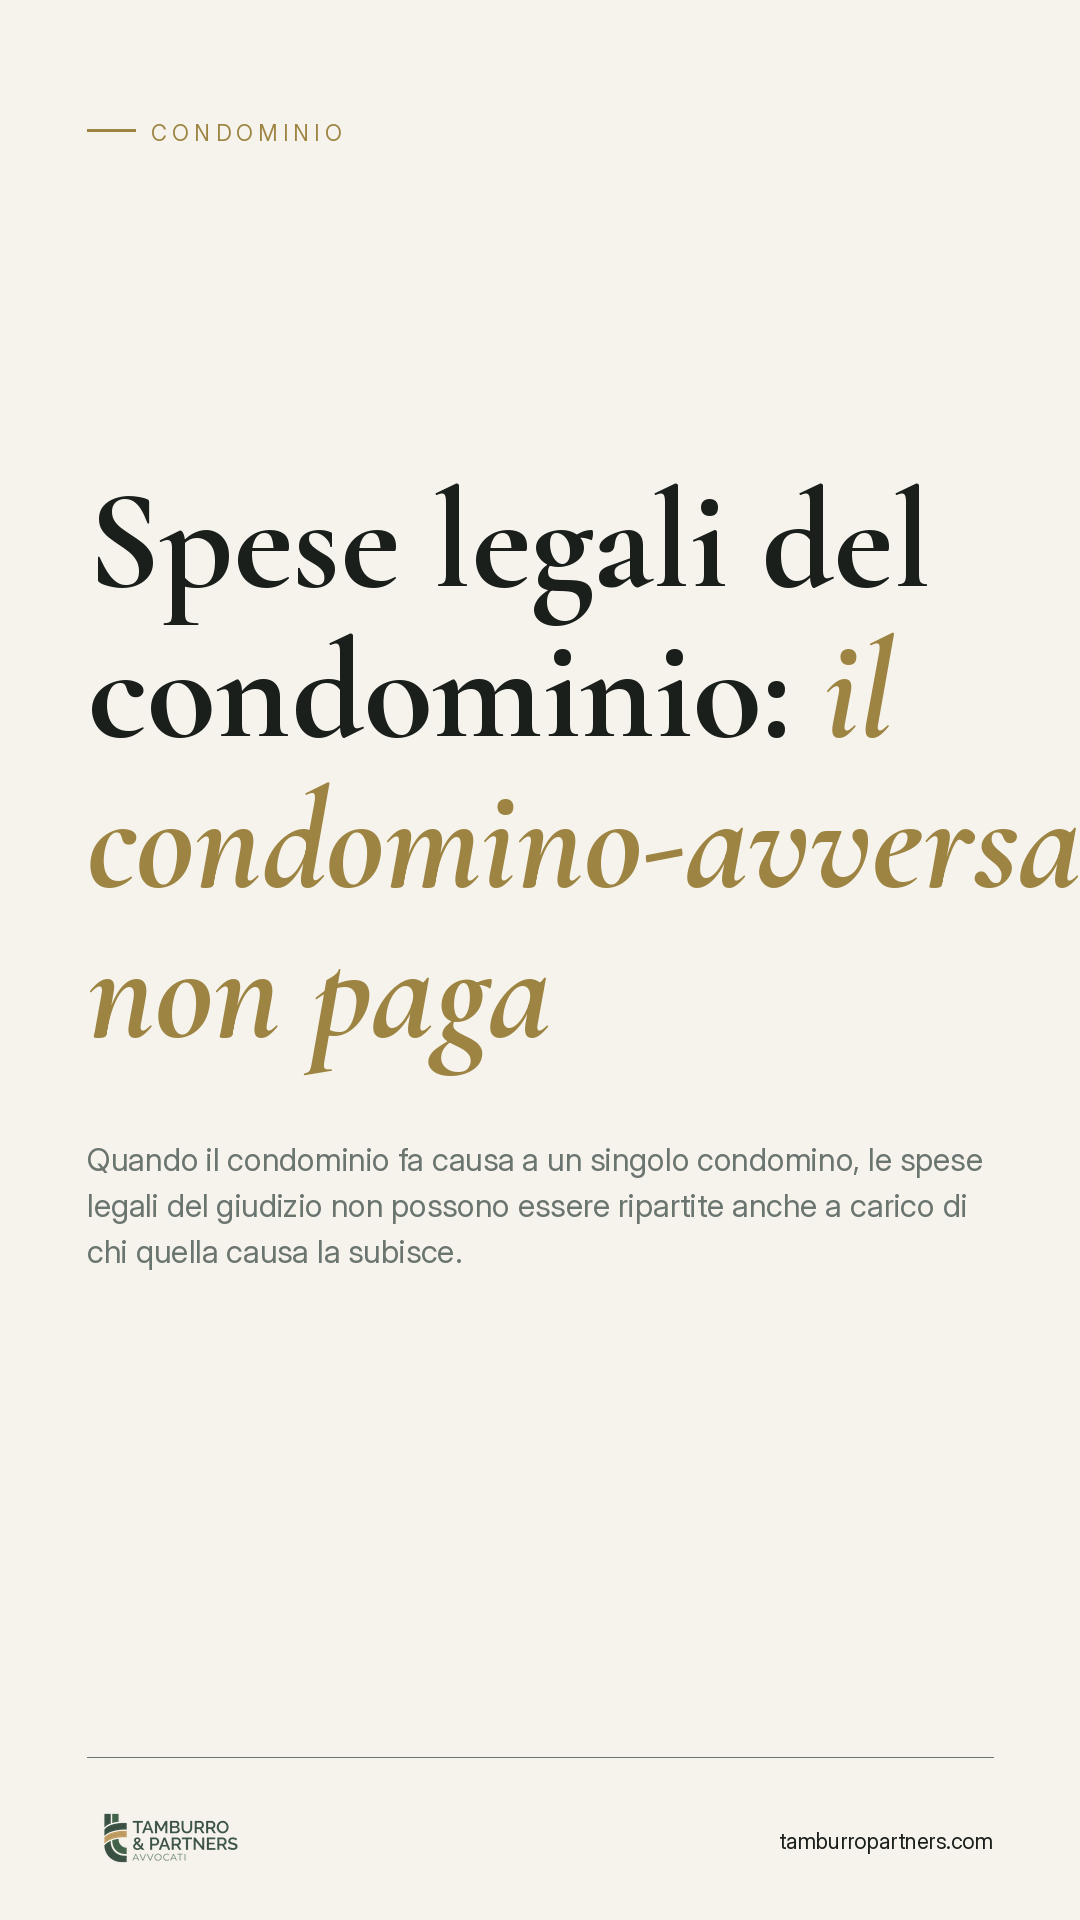 CONDOMINIO
Spese legali del
condominio: il
condomino-avversa
non paga
Quando il condominio fa causa a un singolo condomino, le spese
legali del giudizio non possono essere ripartite anche a carico di
chi quella causa la subisce.
TAMBURRO
& PARTNERS
AVVOCATI
tamburropartners.com